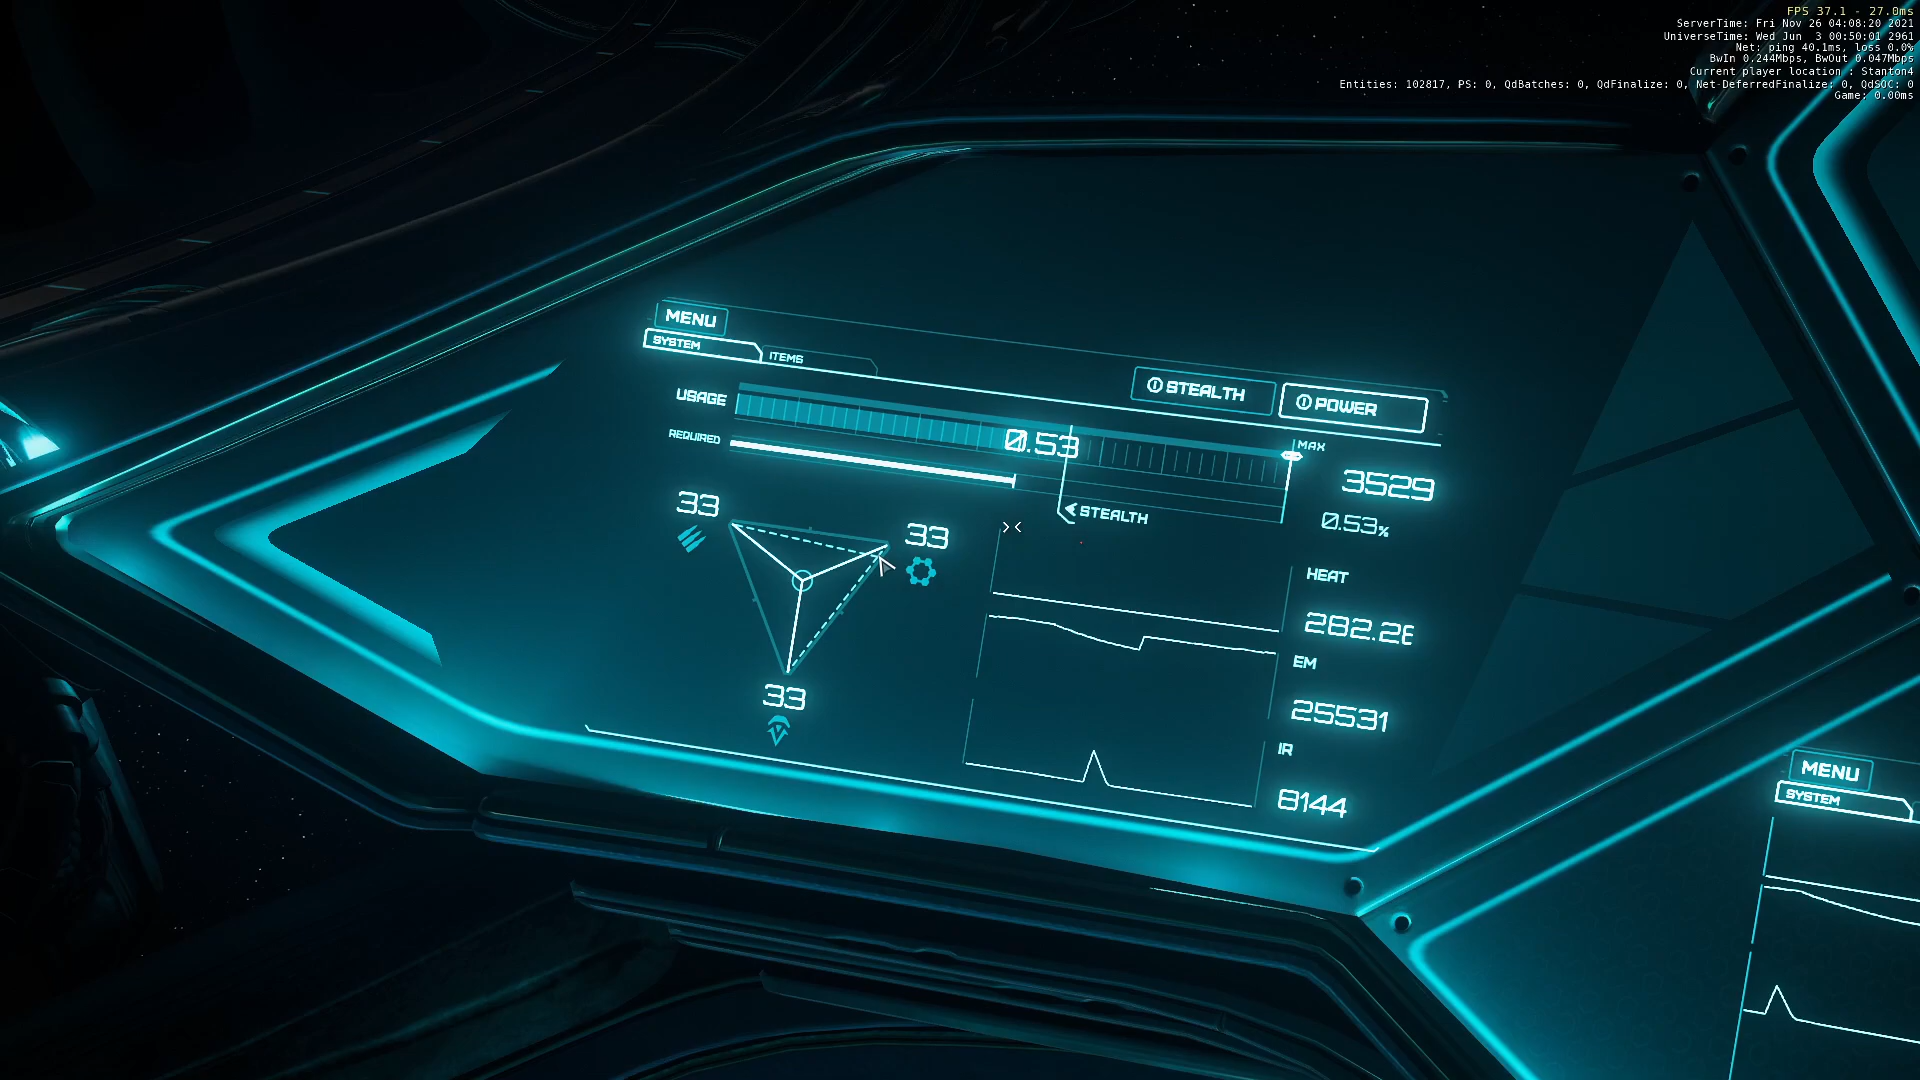 FPS 37.1 - 27.0ms
ServerTime: Fri Nov 26 04:08:20 2021
UniverseTime: Wed Jun 3 00:50:01 2961
Net: ping 40.1ms, loss 0.0%
BwIn 0.244Mbps, BwOut 0.047Mbps
Current player location : Stanton4
Entities: 102817, PS: 0, QdBatches: 0, QdFinalize: 0, Net-DeferredFinalize: 0, QdSOC: 0
Game: 0.00ms
MENU
SYSTEM ITEMS
STEALTH POWER
USAGE
0.53
MAX
REQUIRED
3529
STEALTH
0.53%
33
33
33
HEAT
282.2
EM
25531
IR
8144
MENU
SYSTEM